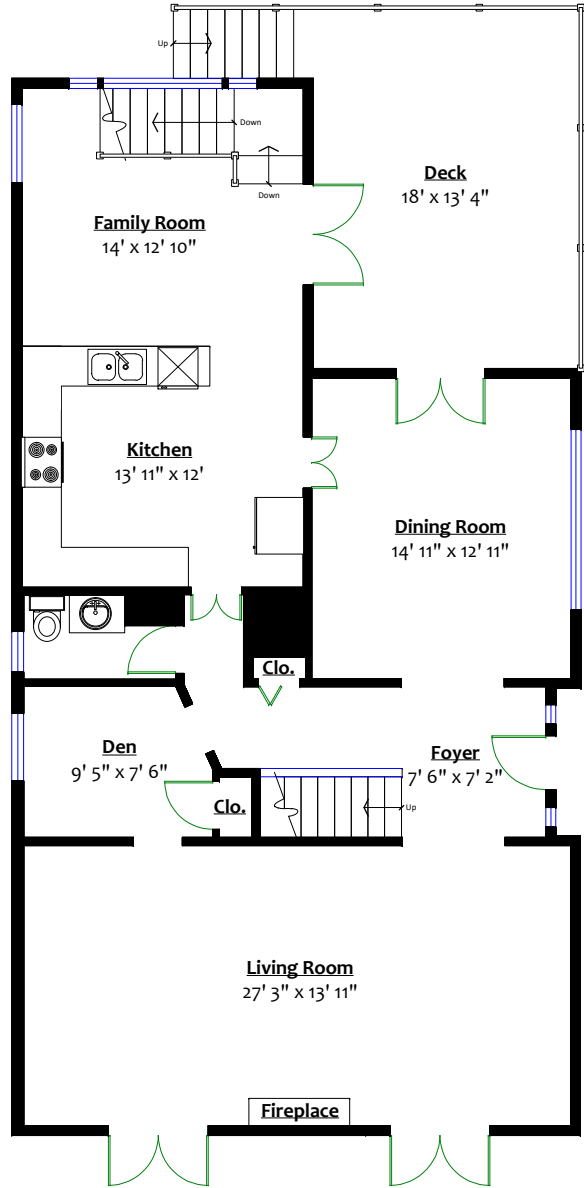 Up
Down
Down
Deck
18' x 13' 4"
Family Room
14' x 12' 10"
Kitchen
13' 11" x 12'
Dining Room
14' 11" x 12' 11"
Clo.
Den
9' 5" x 7' 6"
Foyer
7' 6" x 7' 2"
Clo.
Up
Living Room
27' 3" x 13' 11"
Fireplace